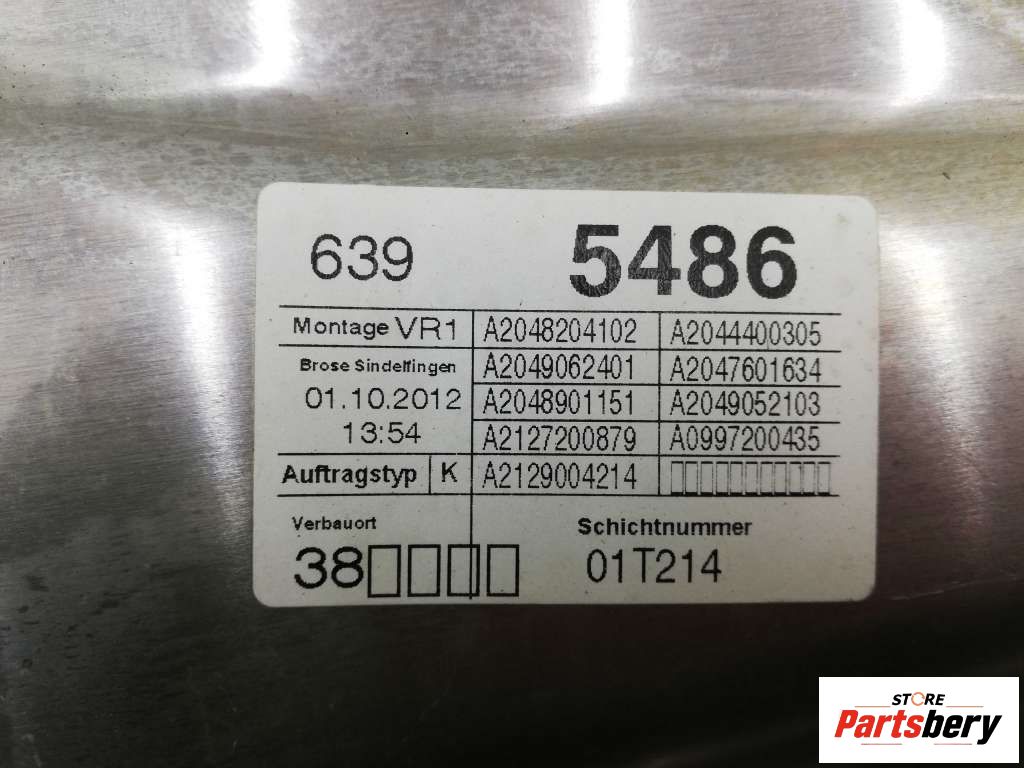 639 5486
Montage VR1 A2048204102 A2044400305
Brose Sindelfingen A2049062401 A2047601634
01.10.2012 A2048901151 A2049052103
13:54 A2127200879 A0997200435
Auftragstyp K A2129004214
Verbauort Schichtnummer
38 01T214
STORE
Partsbery